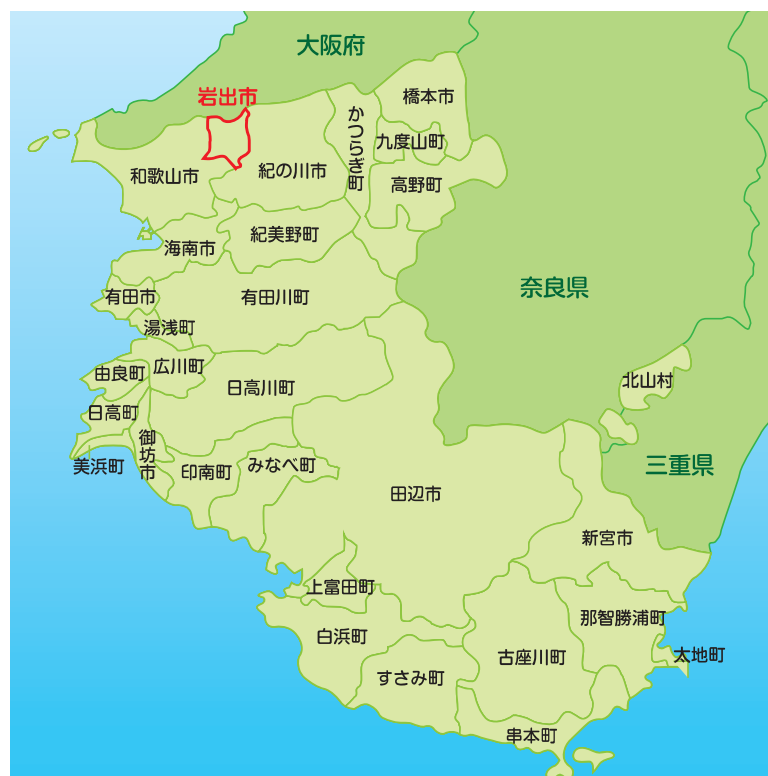 大阪府
岩出市
橋本市
かつらぎ町
九度山町
和歌山市
紀の川市
高野町
紀美野町
海南市
奈良県
有田市
有田川町
湯浅町
広川町
由良町
北山村
日高川町
日高町
御坊市
美浜町
印南町
みなべ町
三重県
田辺市
新宮市
上富田町
那智勝浦町
白浜町
古座川町
太地町
すさみ町
串本町